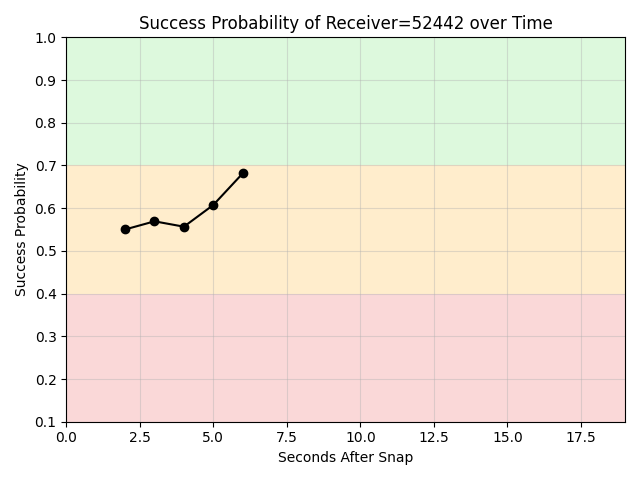 Success Probability of Receiver=52442 over Time
1.0
0.9
0.8
0.7
0.6
0.5
0.4
0.3
0.2
0.1
Success Probability
0.0 2.5 5.0 7.5 10.0 12.5 15.0 17.5
Seconds After Snap